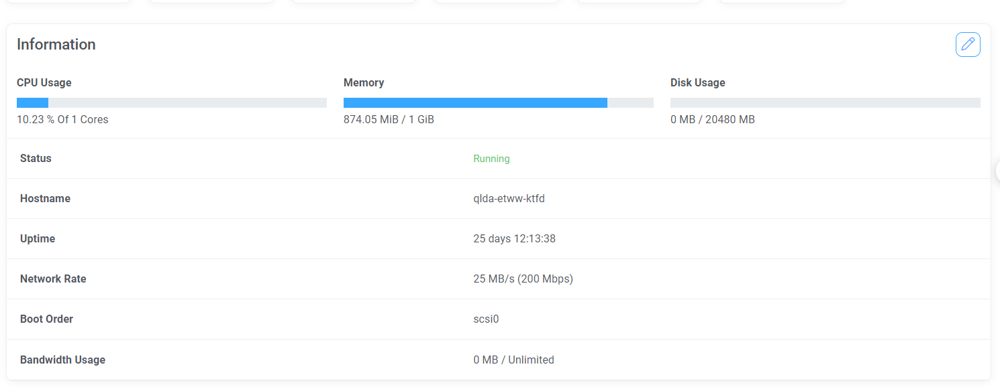 Information
CPU Usage Memory Disk Usage
10.23 % Of 1 Cores 874.05 MiB / 1 GiB 0 MB / 20480 MB
Status Running
Hostname qlda-etww-ktfd
Uptime 25 days 12:13:38
Network Rate 25 MB/s (200 Mbps)
Boot Order scsi0
Bandwidth Usage 0 MB / Unlimited